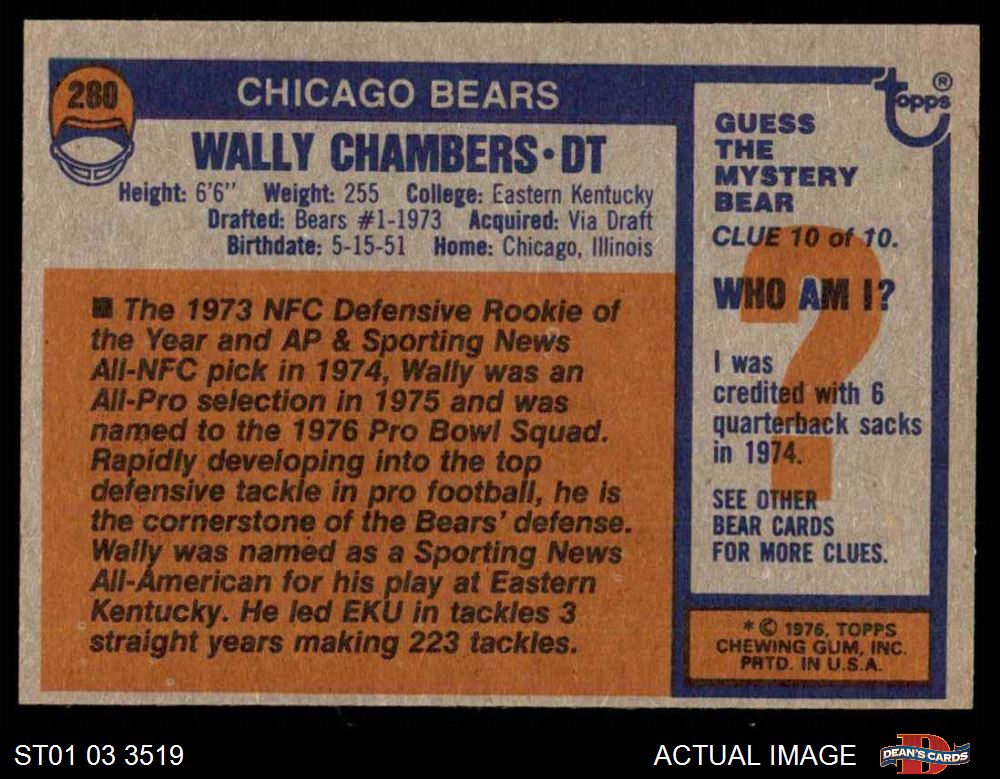 280
CHICAGO BEARS
WALLY CHAMBERS • DT
Height: 6'6" Weight: 255 College: Eastern Kentucky
Drafted: Bears #1-1973 Acquired: Via Draft
Birthdate: 5-15-51 Home: Chicago, Illinois
■ The 1973 NFC Defensive Rookie of
the Year and AP & Sporting News
All-NFC pick in 1974, Wally was an
All-Pro selection in 1975 and was
named to the 1976 Pro Bowl Squad.
Rapidly developing into the top
defensive tackle in pro football, he is
the cornerstone of the Bears' defense.
Wally was named as a Sporting News
All-American for his play at Eastern
Kentucky. He led EKU in tackles 3
straight years making 223 tackles.
topps®
GUESS
THE
MYSTERY
BEAR
CLUE 10 of 10.
?
WHO AM I?
I was
credited with 6
quarterback sacks
in 1974.
SEE OTHER
BEAR CARDS
FOR MORE CLUES.
* © 1976, TOPPS
CHEWING GUM, INC.
PRTD. IN U.S.A.
ST01 03 3519
ACTUAL IMAGE
D
DEAN'S CARDS